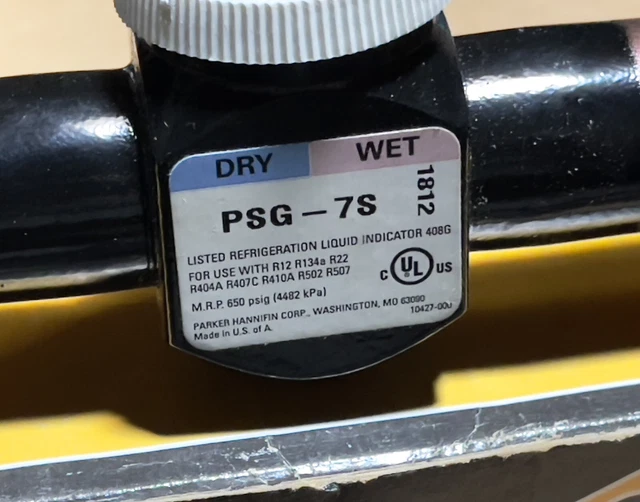 DRY WET
PSG-7S
1812
LISTED REFRIGERATION LIQUID INDICATOR 408G
FOR USE WITH R12 R134a R22
R404A R407C R410A R502 R507
C UL US
M.R.P. 650 psig (4482 kPa)
PARKER HANNIFIN CORP., WASHINGTON, MO 63090
Made in U.S. of A.
10427-00U